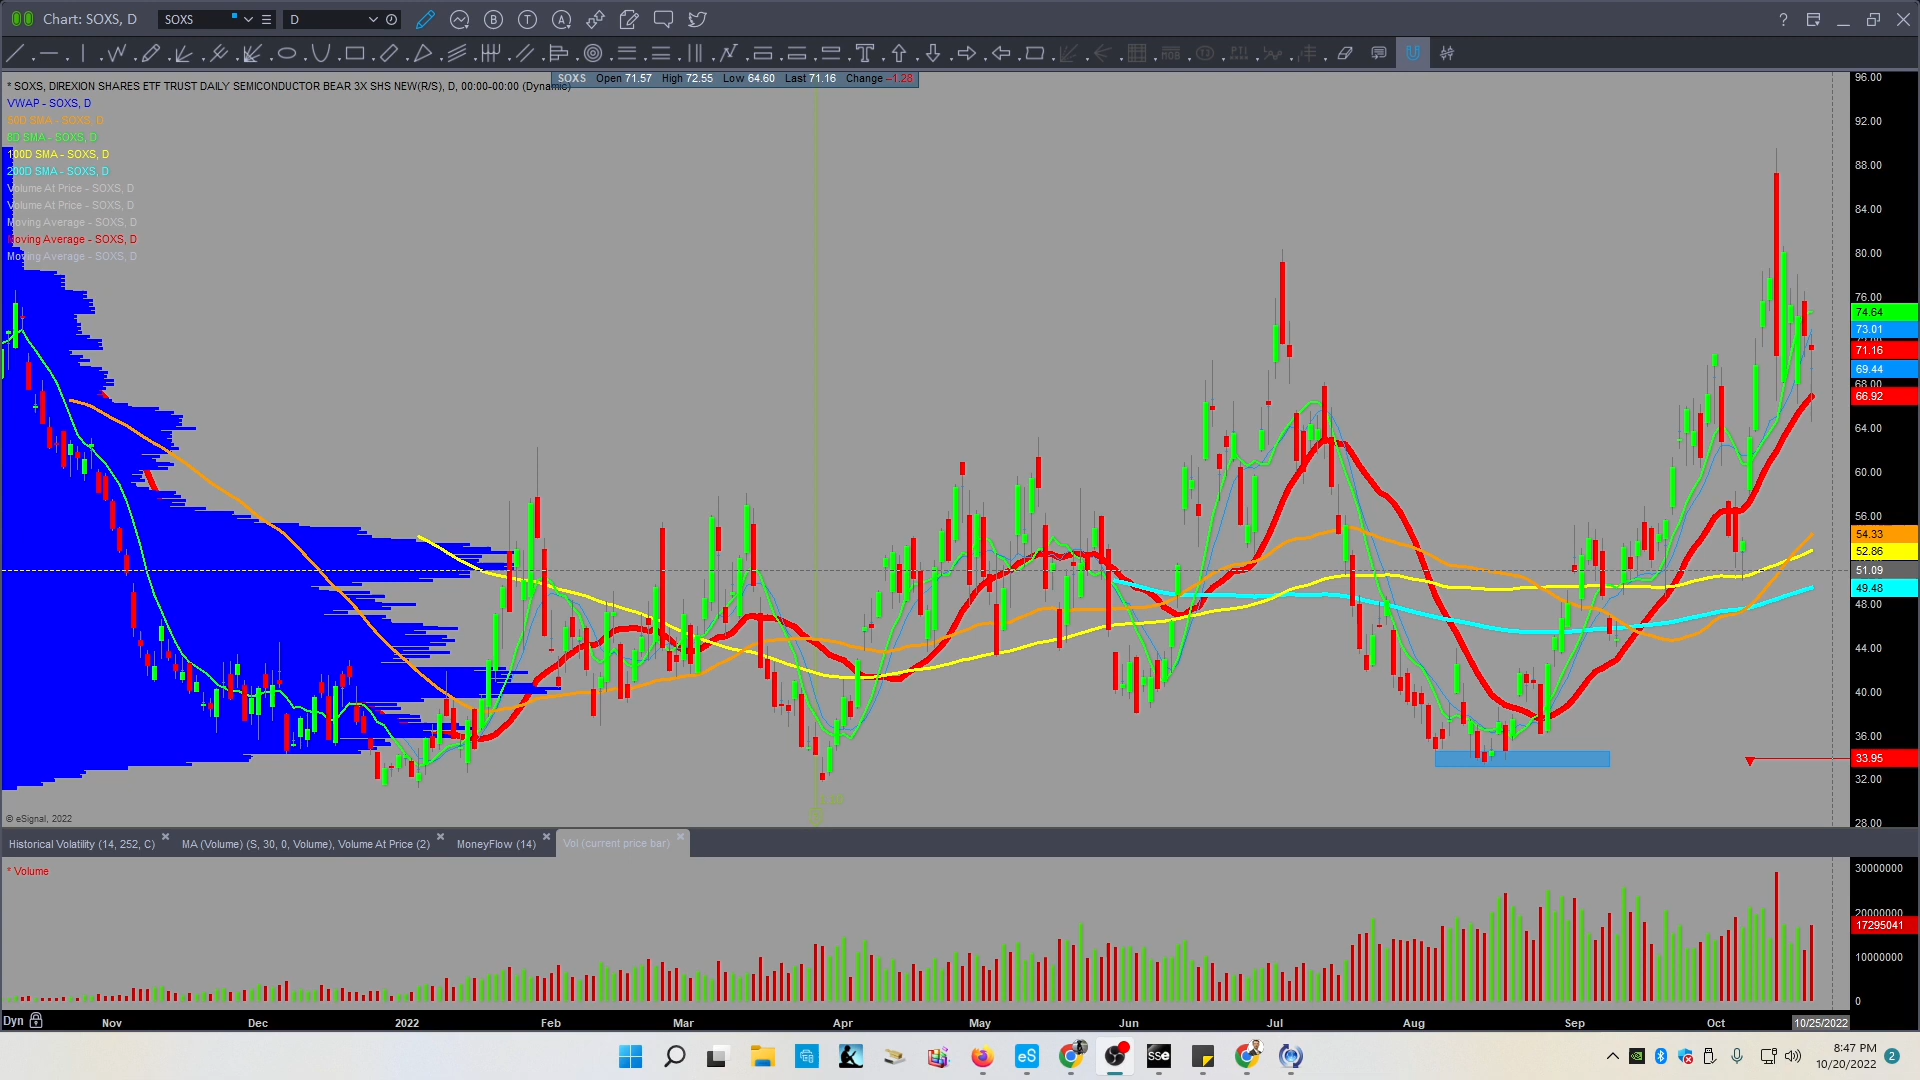 Chart: SOXS, D
SOXS
D
SOXS Open 71.57 High 72.55 Low 64.60 Last 71.16 Change -1.28
* SOXS, DIREXION SHARES ETF TRUST DAILY SEMICONDUCTOR BEAR 3X SHS NEW(R/S), D, 00:00-00:00 (Dynamic)
VWAP - SOXS, D
50D SMA - SOXS, D
8D SMA - SOXS, D
100D SMA - SOXS, D
200D SMA - SOXS, D
Volume At Price - SOXS, D
Volume At Price - SOXS, D
Moving Average - SOXS, D
Moving Average - SOXS, D
Moving Average - SOXS, D
96.00
92.00
88.00
84.00
80.00
76.00
74.64
73.01
71.16
69.44
68.00
66.92
64.00
60.00
56.00
54.33
52.86
51.09
49.48
48.00
44.00
40.00
36.00
33.95
32.00
28.00
© eSignal, 2022
Historical Volatility (14, 252, C)
MA (Volume) (S, 30, 0, Volume), Volume At Price (2)
MoneyFlow (14)
Vol (current price bar)
* Volume
30000000
20000000
17295041
10000000
0
Dyn
Nov Dec 2022 Feb Mar Apr May Jun Jul Aug Sep Oct 10/25/2022
eS
sse
8:47 PM
10/20/2022
2